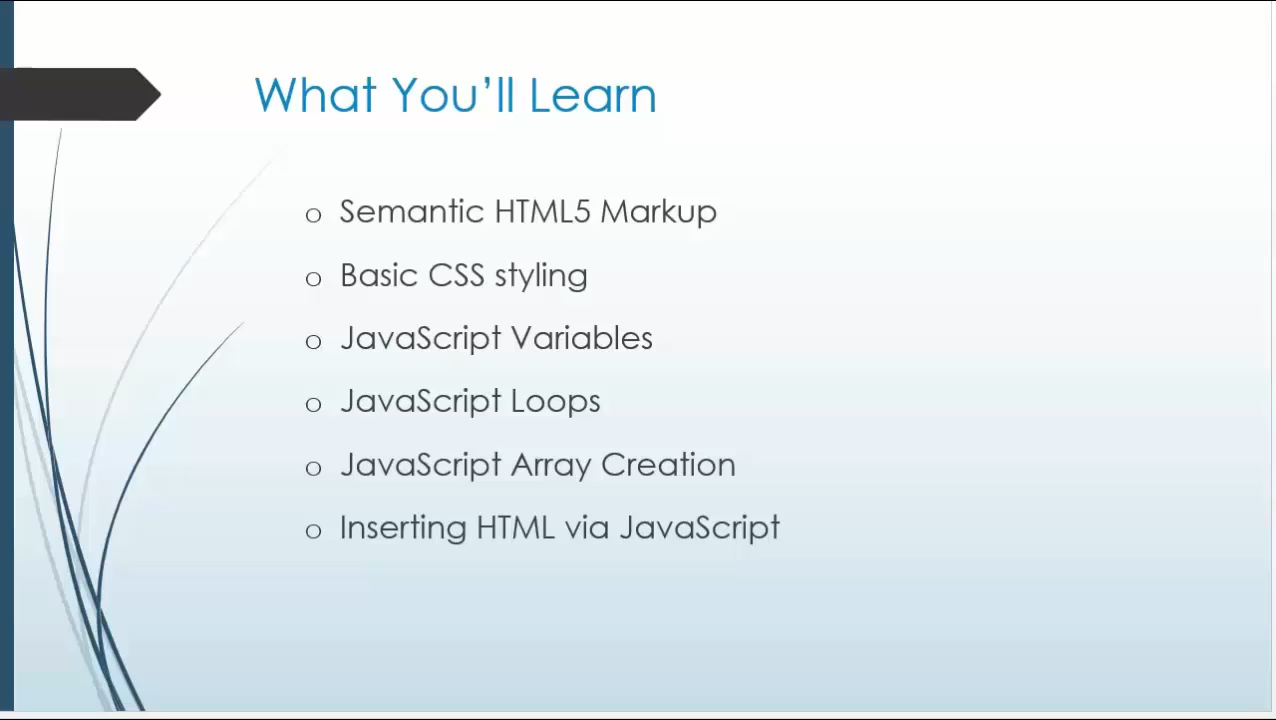 What You’ll Learn
o Semantic HTML5 Markup
o Basic CSS styling
o JavaScript Variables
o JavaScript Loops
o JavaScript Array Creation
o Inserting HTML via JavaScript